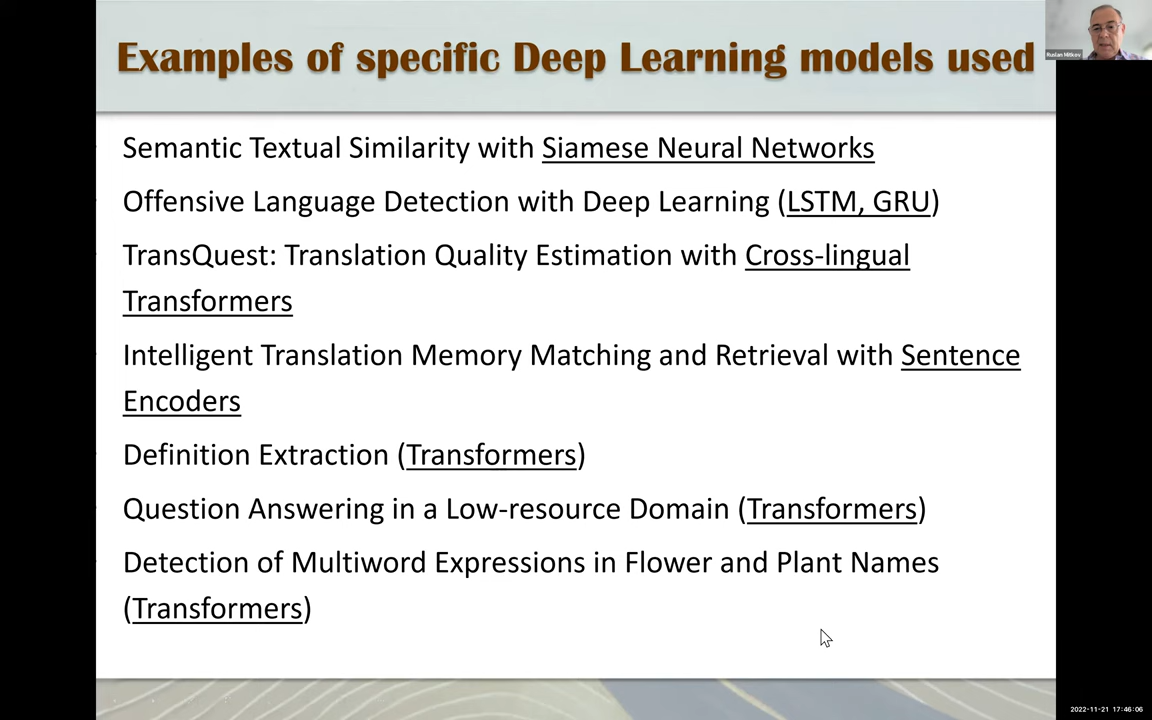 Examples of specific Deep Learning models used
Ruslan Mitkov
Semantic Textual Similarity with Siamese Neural Networks
Offensive Language Detection with Deep Learning (LSTM, GRU)
TransQuest: Translation Quality Estimation with Cross-lingual
Transformers
Intelligent Translation Memory Matching and Retrieval with Sentence
Encoders
Definition Extraction (Transformers)
Question Answering in a Low-resource Domain (Transformers)
Detection of Multiword Expressions in Flower and Plant Names
(Transformers)
2022-11-21 17:46:06